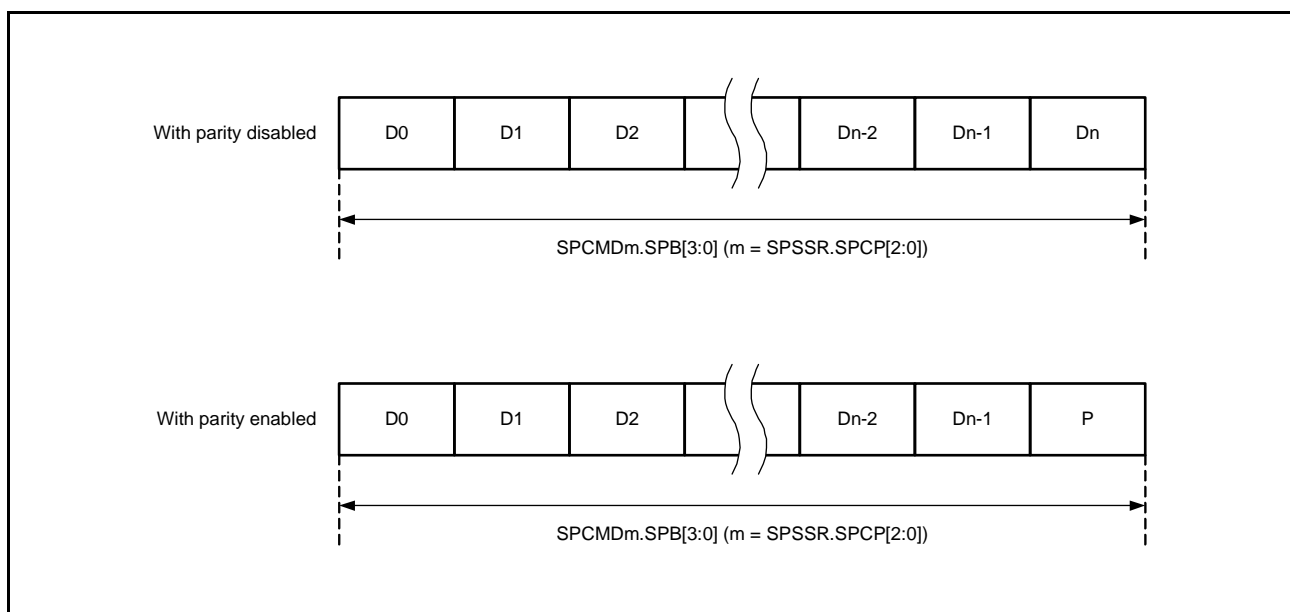 With parity disabled D0 D1 D2 Dn-2 Dn-1 Dn
SPCMDm.SPB[3:0] (m = SPSSR.SPCP[2:0])
With parity enabled D0 D1 D2 Dn-2 Dn-1 P
SPCMDm.SPB[3:0] (m = SPSSR.SPCP[2:0])